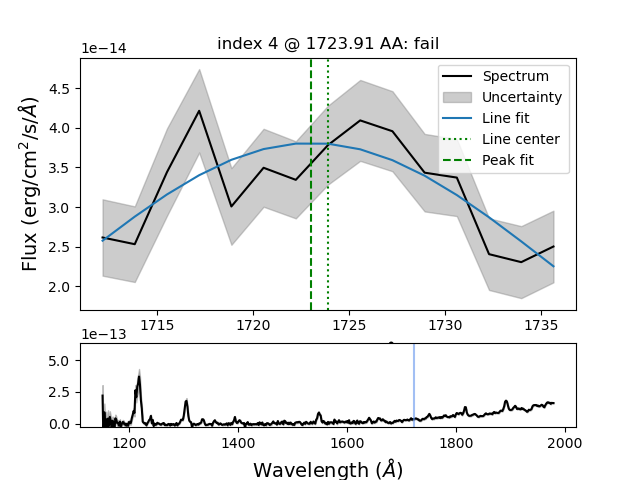 index 4 @ 1723.91 AA: fail
1e−14
Flux (erg/cm²/s/Å)
4.5
4.0
3.5
3.0
2.5
2.0
Spectrum
Uncertainty
Line fit
Line center
Peak fit
1715 1720 1725 1730 1735
1e−13
5.0
2.5
0.0
1200 1400 1600 1800 2000
Wavelength (Å)